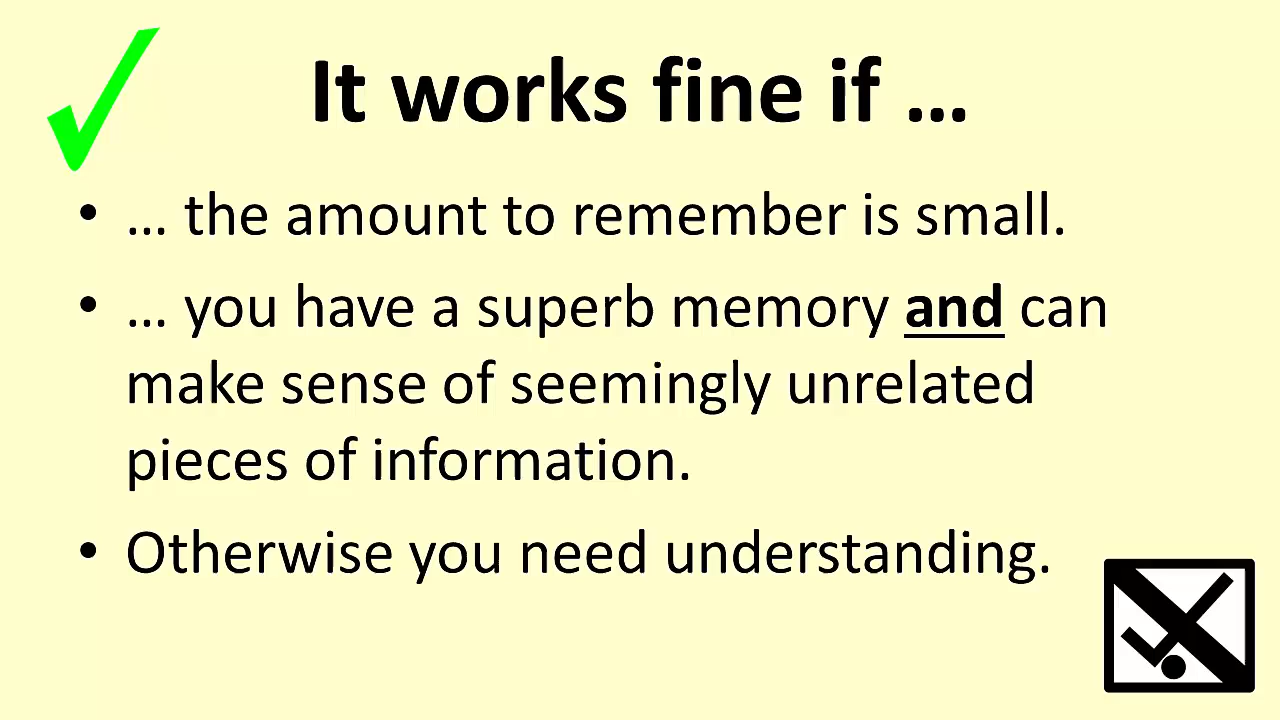 It works fine if …
• … the amount to remember is small.
• … you have a superb memory and can
make sense of seemingly unrelated
pieces of information.
• Otherwise you need understanding.